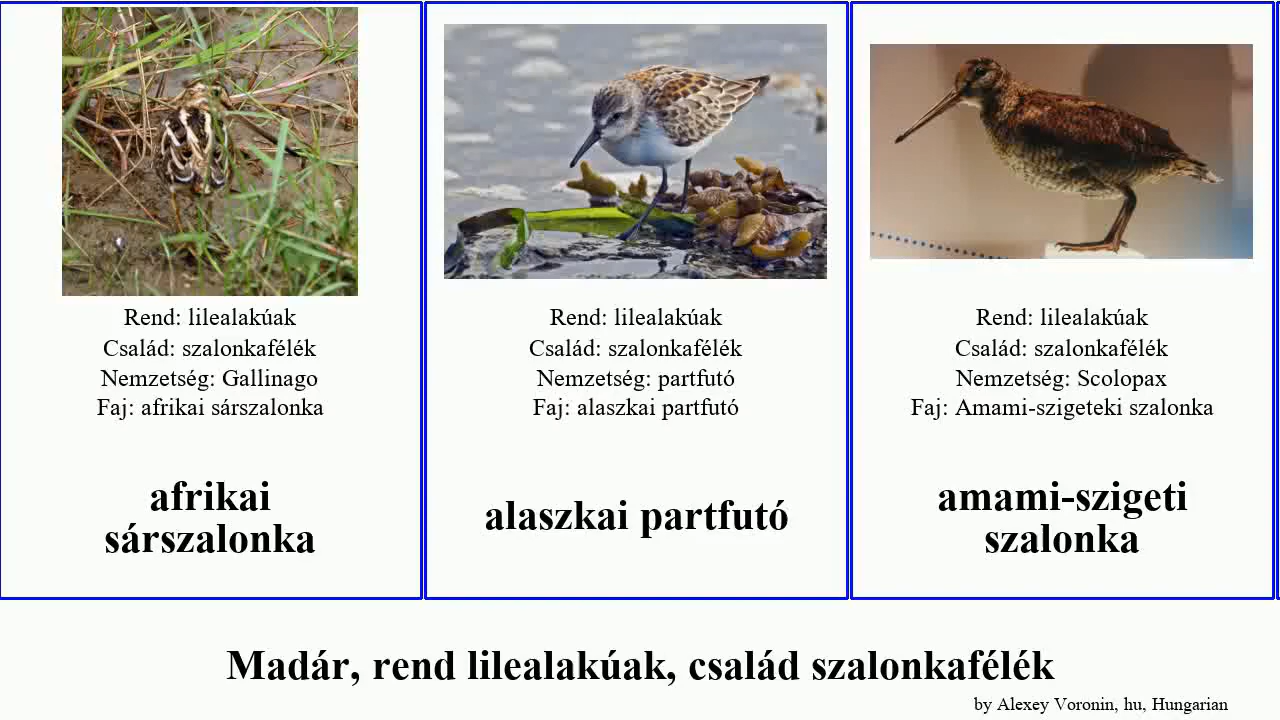 Rend: lilealakúak
Család: szalonkafélék
Nemzetség: Gallinago
Faj: afrikai sárszalonka
afrikai
sárszalonka
Rend: lilealakúak
Család: szalonkafélék
Nemzetség: partfutó
Faj: alaszkai partfutó
alaszkai partfutó
Rend: lilealakúak
Család: szalonkafélék
Nemzetség: Scolopax
Faj: Amami-szigeteki szalonka
amami-szigeti
szalonka
Madár, rend lilealakúak, család szalonkafélék
by Alexey Voronin, hu, Hungarian